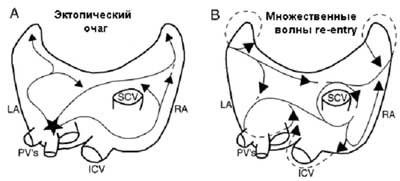 A
Эктопический
очаг
LA
SCV
RA
PV's
ICV
B
Множественные
волны re-entry
LA
SCV
RA
PV's
ICV